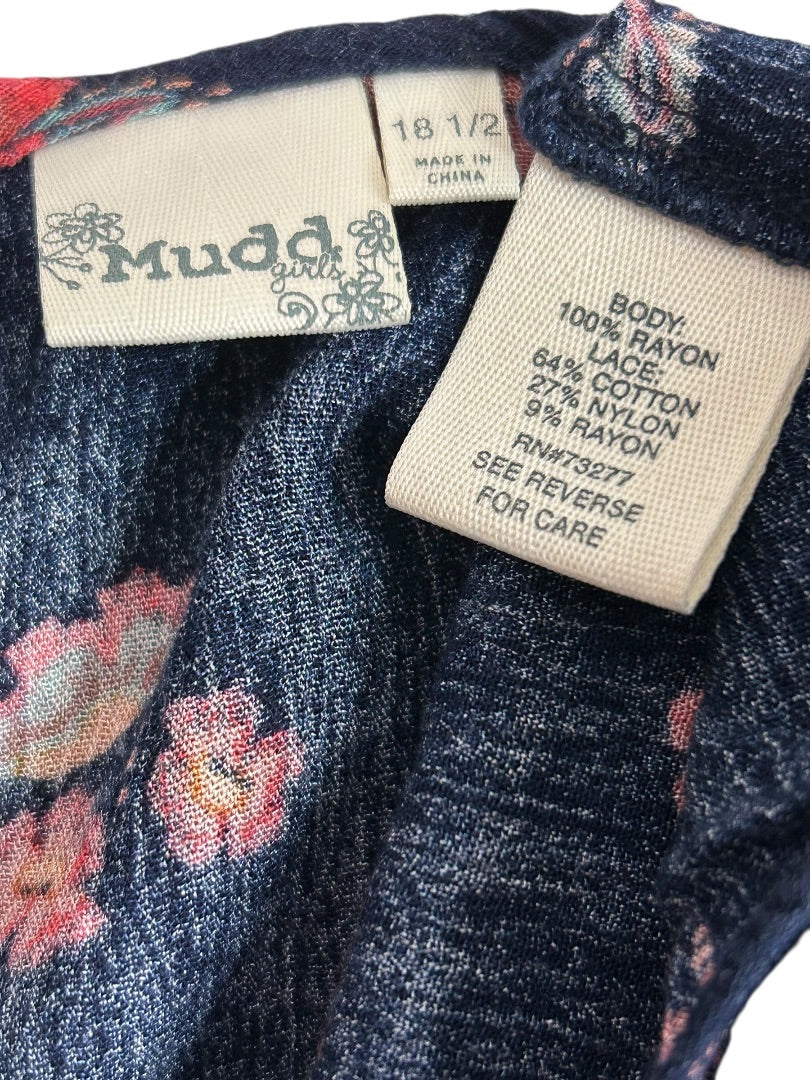 Mudd
girls
18 1/2
MADE IN
CHINA
BODY:
100% RAYON
LACE:
64% COTTON
27% NYLON
9% RAYON
RN#73277
SEE REVERSE
FOR CARE